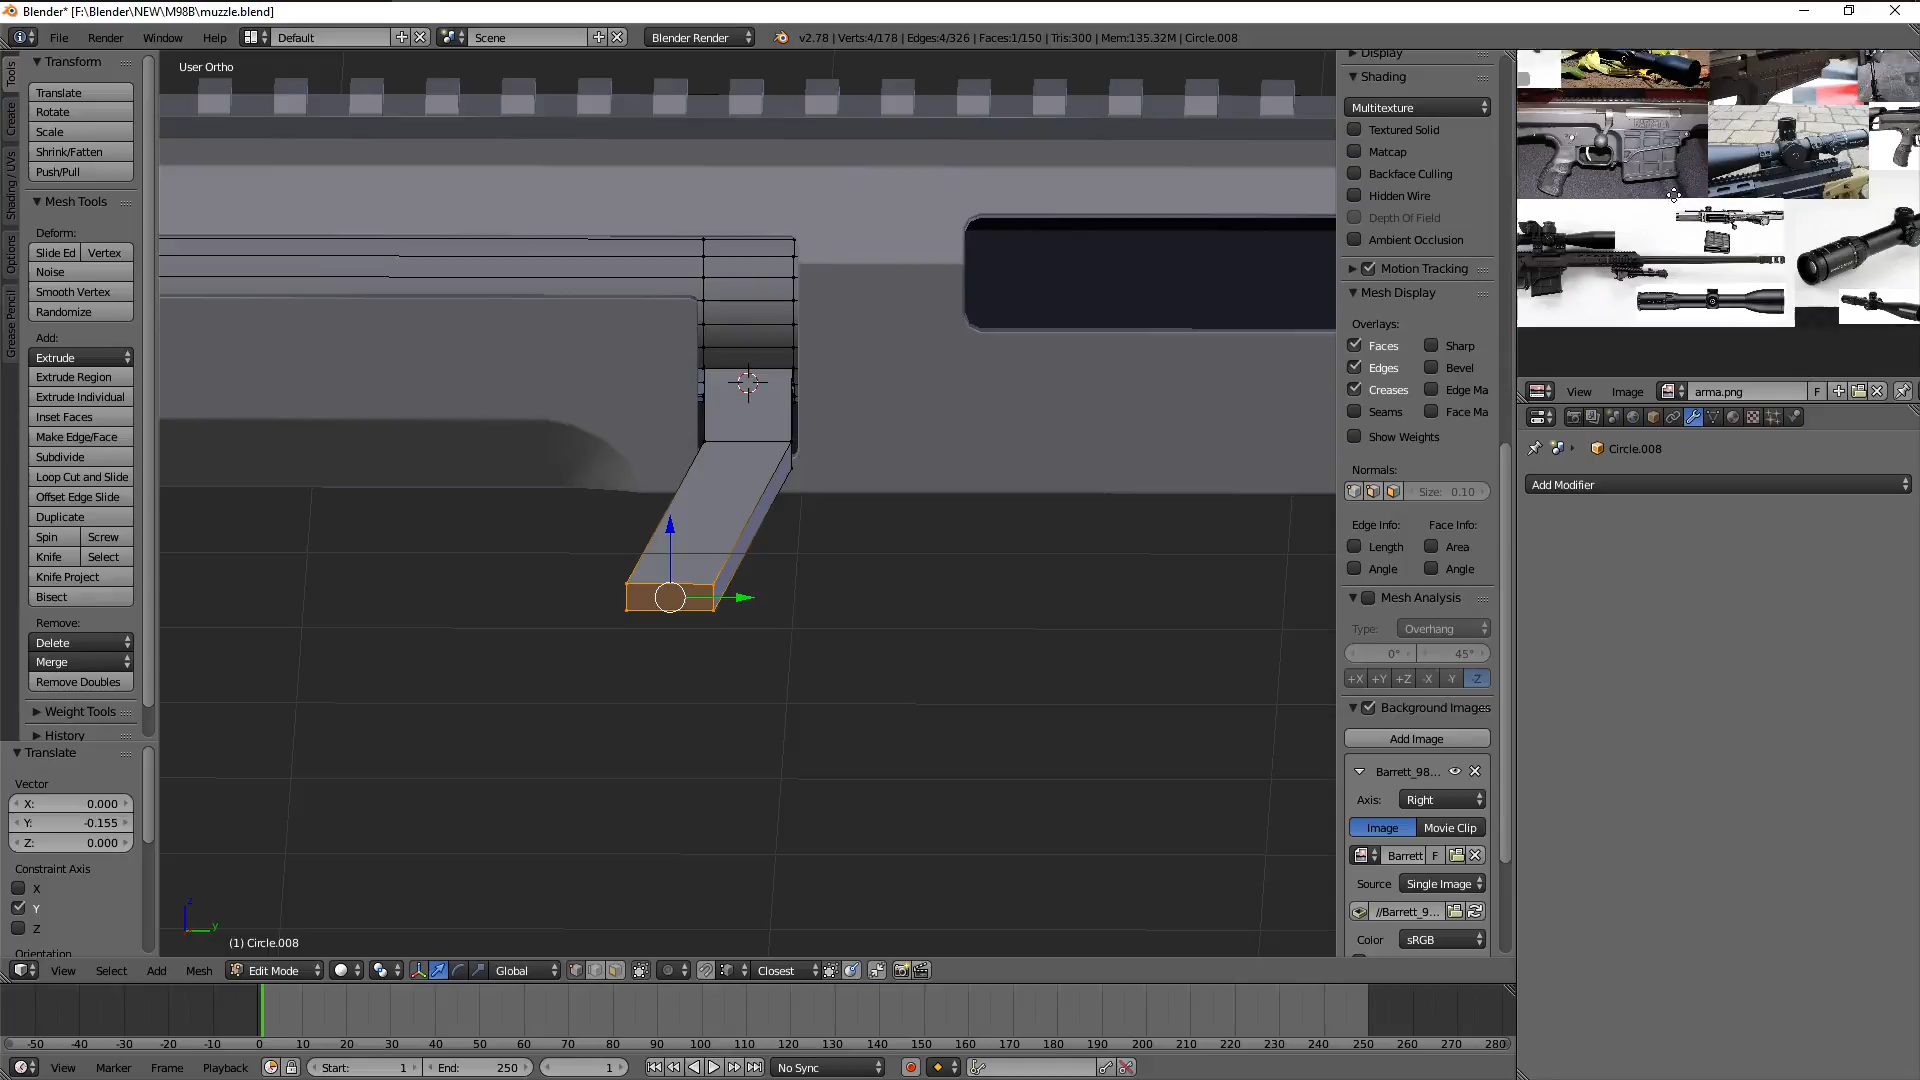 Blender* [F:\Blender\NEW\M98B\muzzle.blend]
File Render Window Help Default Scene Blender Render v2.78 | Verts:4/178 | Edges:4/326 | Faces:1/150 | Tris:300 | Mem:135.32M | Circle.008
Tools
Create
Shading / UVs
Options
Grease Pencil
Transform
Translate
Rotate
Scale
Shrink/Fatten
Push/Pull
Mesh Tools
Deform:
Slide Ed Vertex
Noise
Smooth Vertex
Randomize
Add:
Extrude
Extrude Region
Extrude Individual
Inset Faces
Make Edge/Face
Subdivide
Loop Cut and Slide
Offset Edge Slide
Duplicate
Spin Screw
Knife Select
Knife Project
Bisect
Remove:
Delete
Merge
Remove Doubles
Weight Tools
History
Translate
Vector
X: 0.000
Y: -0.155
Z: 0.000
Constraint Axis
X
Y
Z
Orientation
User Ortho
z
y
(1) Circle.008
Display
Shading
Multitexture
Textured Solid
Matcap
Backface Culling
Hidden Wire
Depth Of Field
Ambient Occlusion
Motion Tracking
Mesh Display
Overlays:
Faces Sharp
Edges Bevel
Creases Edge Ma
Seams Face Ma
Show Weights
Normals:
Size: 0.10
Edge Info: Face Info:
Length Area
Angle Angle
Mesh Analysis
Type: Overhang
0° 45°
+X +Y +Z -X -Y -Z
Background Images
Add Image
Barrett_98...
Axis: Right
Image Movie Clip
Barrett F
Source Single Image
//Barrett_9...
Color sRGB
View Image arma.png F
Circle.008
Add Modifier
View Select Add Mesh Edit Mode Global Closest
-50 -40 -30 -20 -10 0 10 20 30 40 50 60 70 80 90 100 110 120 130 140 150 160 170 180 190 200 210 220 230 240 250 260 270 280
View Marker Frame Playback Start: 1 End: 250 1 No Sync